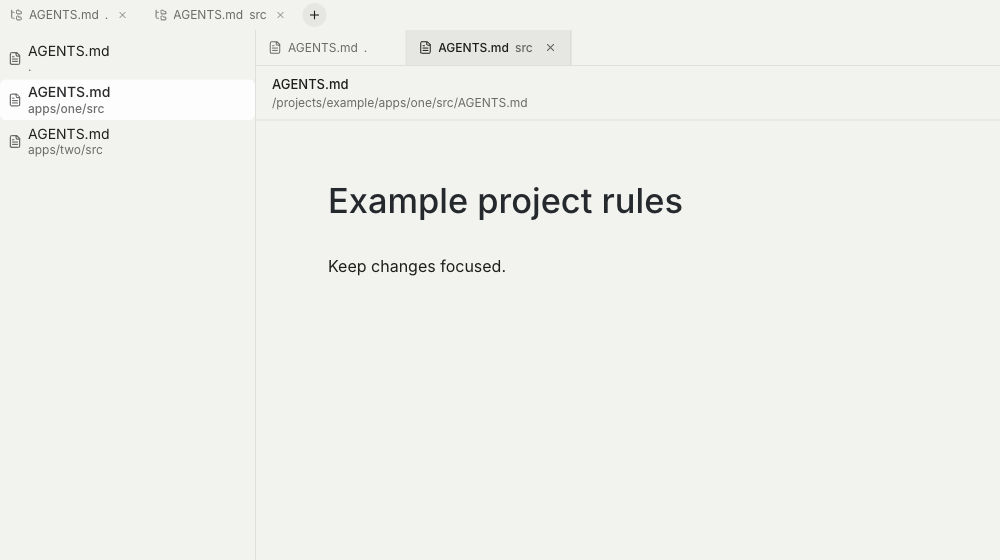 AGENTS.md .
AGENTS.md src
AGENTS.md
.
AGENTS.md
apps/one/src
AGENTS.md
apps/two/src
AGENTS.md .
AGENTS.md src
AGENTS.md
/projects/example/apps/one/src/AGENTS.md
Example project rules
Keep changes focused.